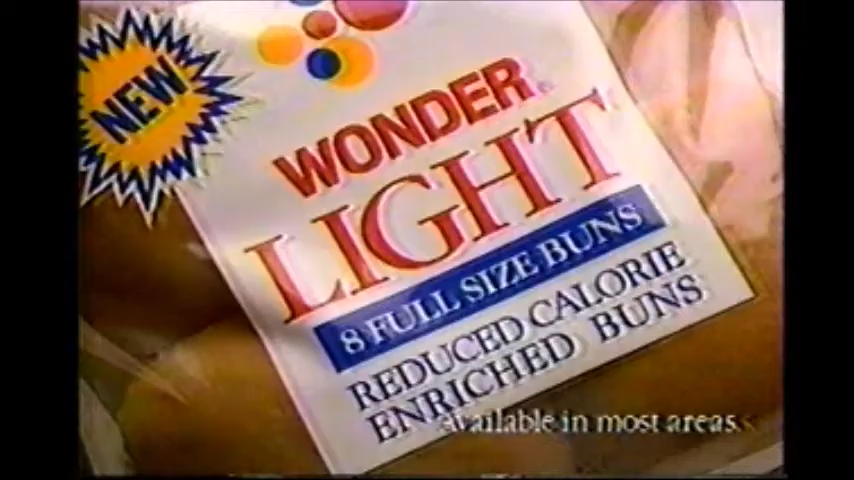 NEW
WONDER
LIGHT
8 FULL SIZE BUNS
REDUCED CALORIE
ENRICHED BUNS
Available in most areas.